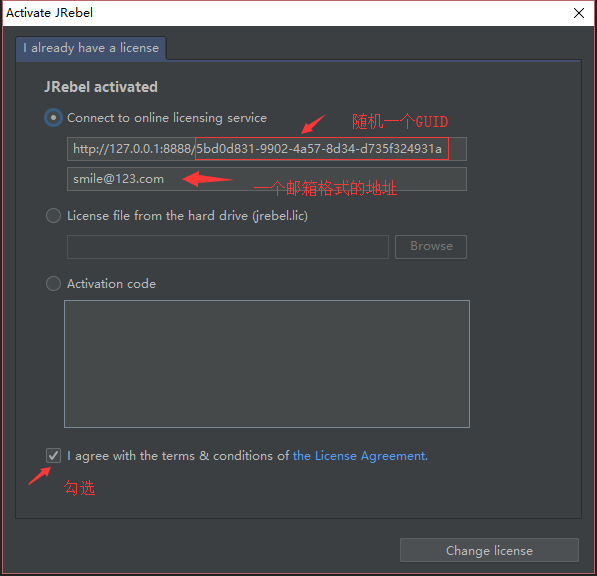 Activate JRebel
I already have a license
JRebel activated
Connect to online licensing service
随机一个GUID
http://127.0.0.1:8888/5bd0d831-9902-4a57-8d34-d735f324931a
smile@123.com
一个邮箱格式的地址
License file from the hard drive (jrebel.lic)
Browse
Activation code
I agree with the terms & conditions of the License Agreement.
勾选
Change license